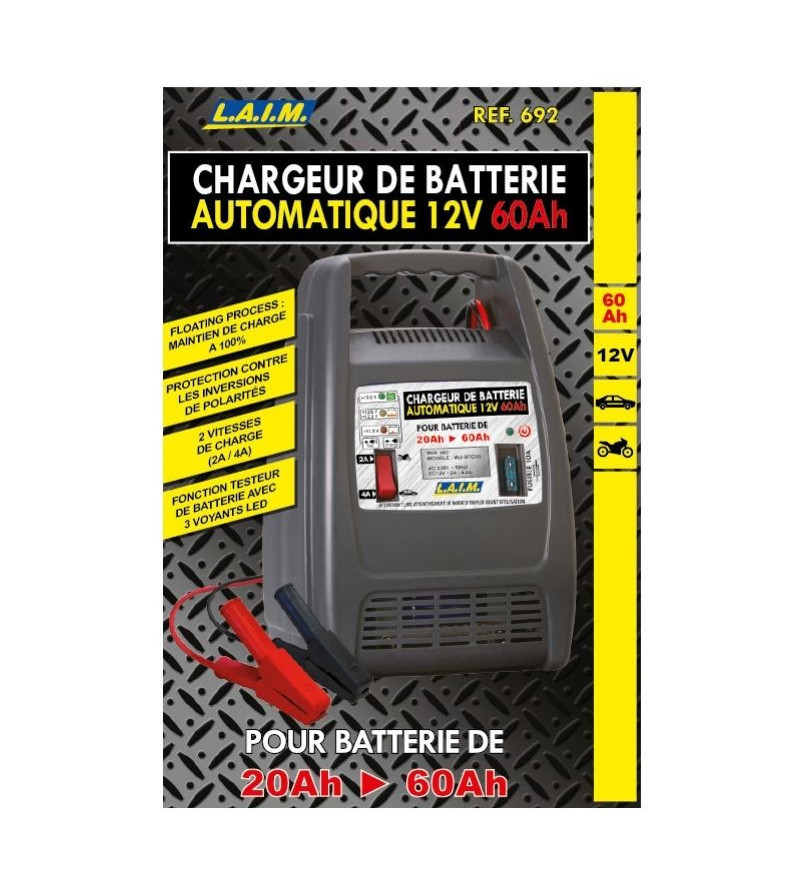 L.A.I.M.
REF. 692
CHARGEUR DE BATTERIE
AUTOMATIQUE 12V 60Ah
FLOATING PROCESS :
MAINTIEN DE CHARGE
A 100%
PROTECTION CONTRE
LES INVERSIONS
DE POLARITÉS
2 VITESSES
DE CHARGE
(2A / 4A)
FONCTION TESTEUR
DE BATTERIE AVEC
3 VOYANTS LED
60
Ah
12V
CHARGEUR DE BATTERIE
AUTOMATIQUE 12V 60Ah
POUR BATTERIE DE
20Ah ► 60Ah
2A
4A
FUSIBLE 10A
L.A.I.M.
POUR BATTERIE DE
20Ah ► 60Ah